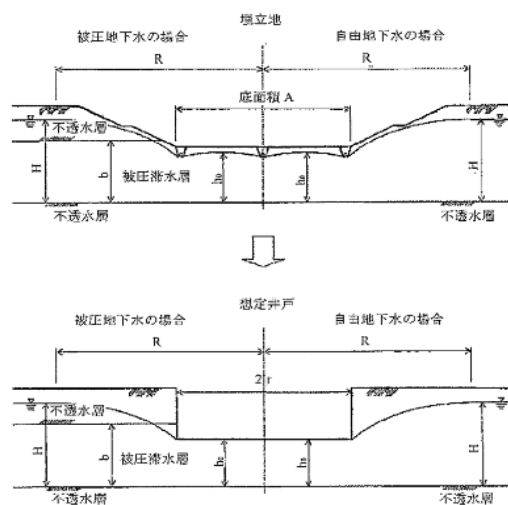 埋立地
被圧地下水の場合
自由地下水の場合
R
R
底面積 A
不透水層
H
b
被圧滞水層
h₀
h₀
H
不透水層
不透水層
想定井戸
被圧地下水の場合
自由地下水の場合
R
R
2 r
不透水層
H
b
被圧滞水層
h₀
h₀
H
不透水層
不透水層